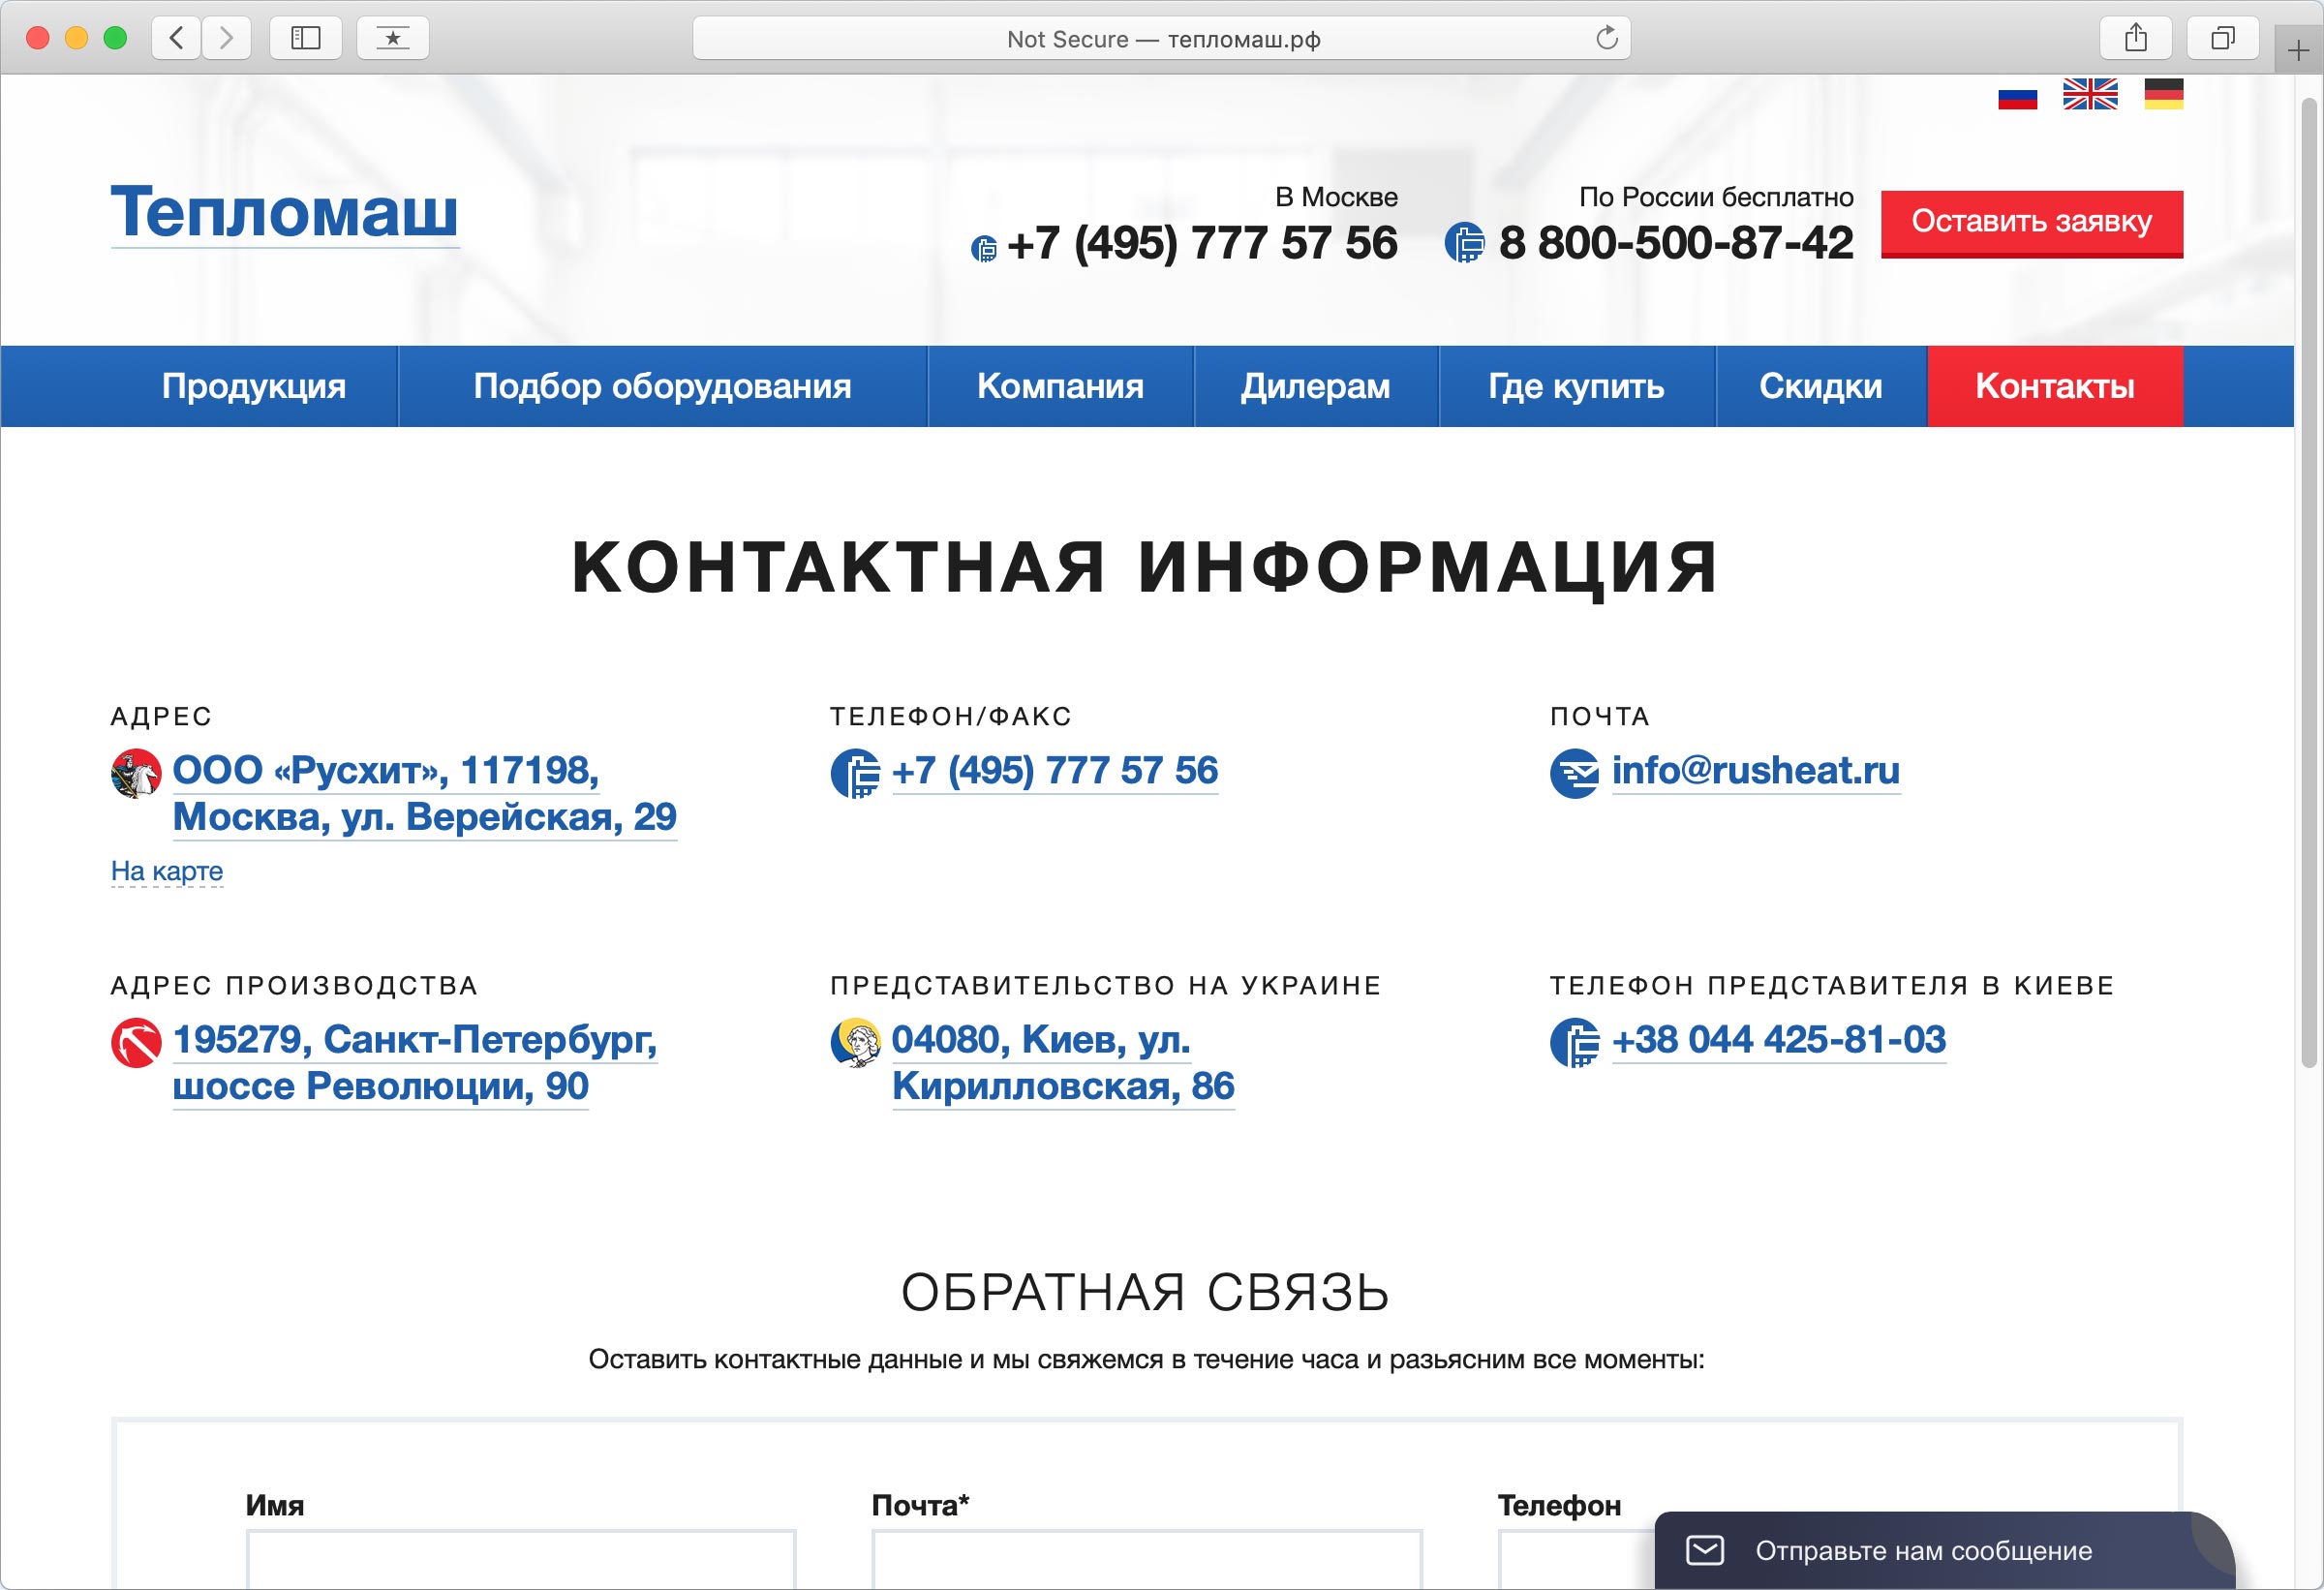 Not Secure — тепломаш.рф
Тепломаш
В Москве
+7 (495) 777 57 56
По России бесплатно
8 800-500-87-42
Оставить заявку
Продукция
Подбор оборудования
Компания
Дилерам
Где купить
Скидки
Контакты
КОНТАКТНАЯ ИНФОРМАЦИЯ
АДРЕС
ООО «Русхит», 117198,
Москва, ул. Верейская, 29
На карте
ТЕЛЕФОН/ФАКС
+7 (495) 777 57 56
ПОЧТА
info@rusheat.ru
АДРЕС ПРОИЗВОДСТВА
195279, Санкт-Петербург,
шоссе Революции, 90
ПРЕДСТАВИТЕЛЬСТВО НА УКРАИНЕ
04080, Киев, ул.
Кирилловская, 86
ТЕЛЕФОН ПРЕДСТАВИТЕЛЯ В КИЕВЕ
+38 044 425-81-03
ОБРАТНАЯ СВЯЗЬ
Оставить контактные данные и мы свяжемся в течение часа и разьясним все моменты:
Имя
Почта*
Телефон
Отправьте нам сообщение